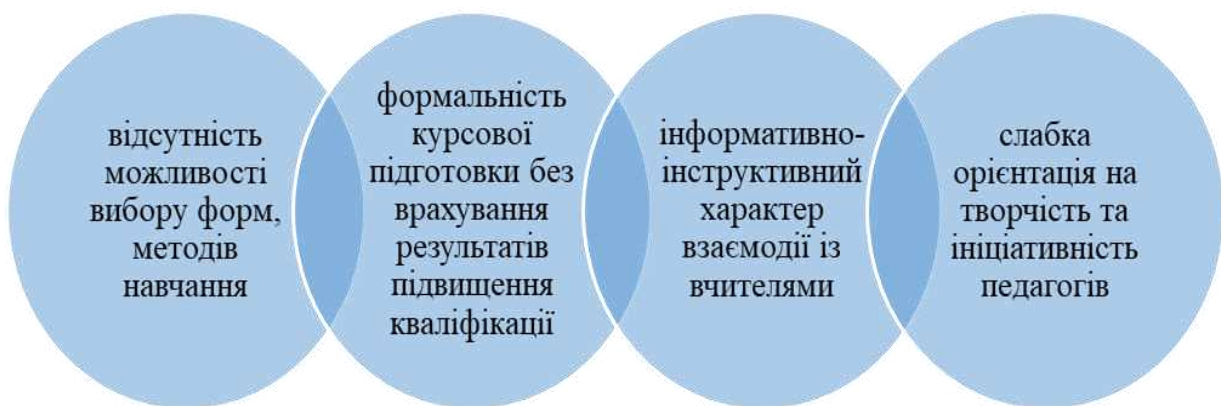 відсутність
можливості
вибору форм,
методів
навчання
формальність
курсової
підготовки без
врахування
результатів
підвищення
кваліфікації
інформативно-
інструктивний
характер
взаємодії із
вчителями
слабка
орієнтація на
творчість та
ініціативність
педагогів